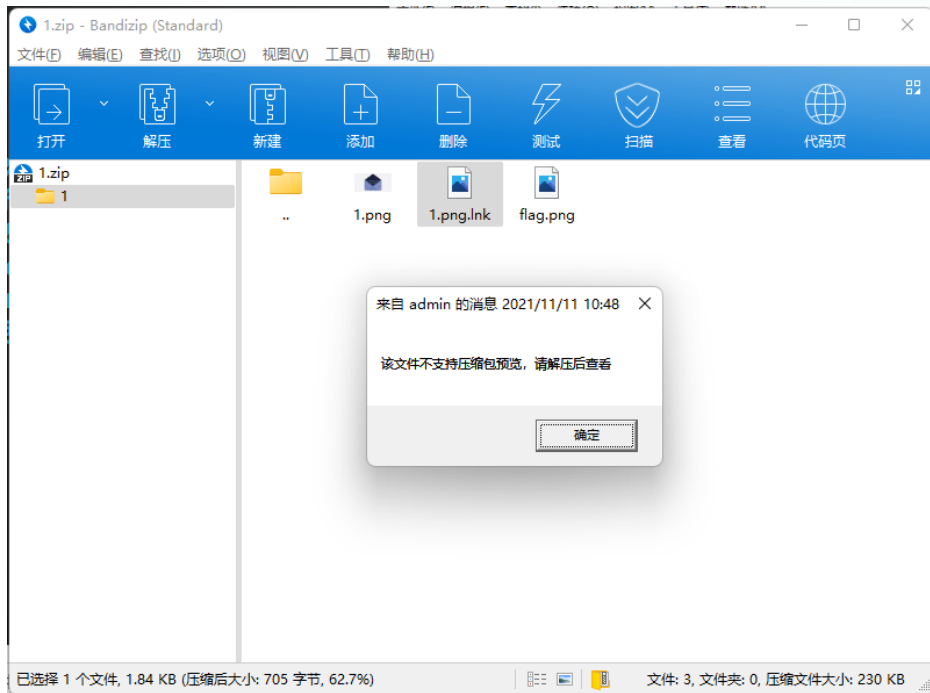 1.zip - Bandizip (Standard)
文件(F) 编辑(E) 查找(I) 选项(O) 视图(V) 工具(T) 帮助(H)
打开 解压 新建 添加 删除 测试 扫描 查看 代码页
ZIP 1.zip
1
.. 1.png 1.png.lnk flag.png
来自 admin 的消息 2021/11/11 10:48
该文件不支持压缩包预览，请解压后查看
确定
已选择 1 个文件, 1.84 KB (压缩后大小: 705 字节, 62.7%) 文件: 3, 文件夹: 0, 压缩文件大小: 230 KB